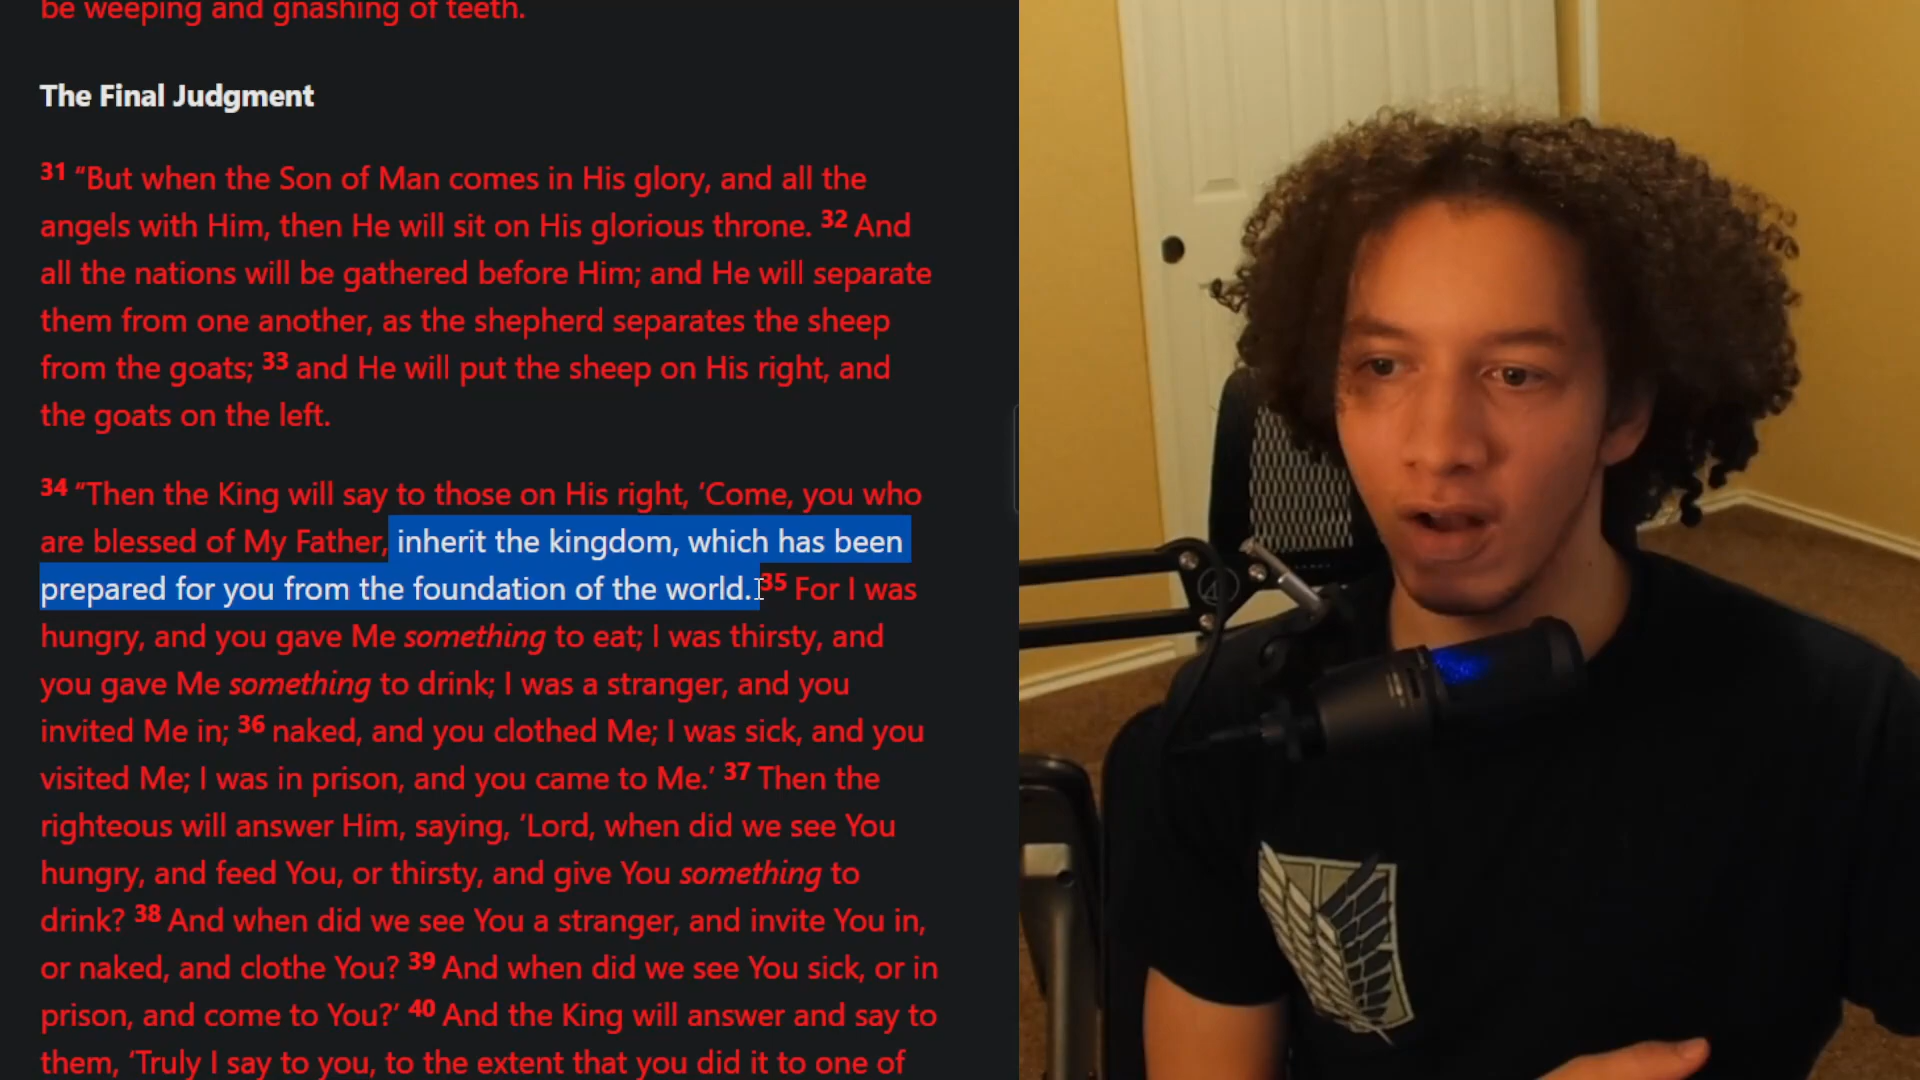 be weeping and gnashing of teeth.
The Final Judgment
31 “But when the Son of Man comes in His glory, and all the
angels with Him, then He will sit on His glorious throne. 32 And
all the nations will be gathered before Him; and He will separate
them from one another, as the shepherd separates the sheep
from the goats; 33 and He will put the sheep on His right, and
the goats on the left.
34 “Then the King will say to those on His right, ‘Come, you who
are blessed of My Father, inherit the kingdom, which has been
prepared for you from the foundation of the world. 35 For I was
hungry, and you gave Me something to eat; I was thirsty, and
you gave Me something to drink; I was a stranger, and you
invited Me in; 36 naked, and you clothed Me; I was sick, and you
visited Me; I was in prison, and you came to Me.’ 37 Then the
righteous will answer Him, saying, ‘Lord, when did we see You
hungry, and feed You, or thirsty, and give You something to
drink? 38 And when did we see You a stranger, and invite You in,
or naked, and clothe You? 39 And when did we see You sick, or in
prison, and come to You?’ 40 And the King will answer and say to
them, ‘Truly I say to you, to the extent that you did it to one of